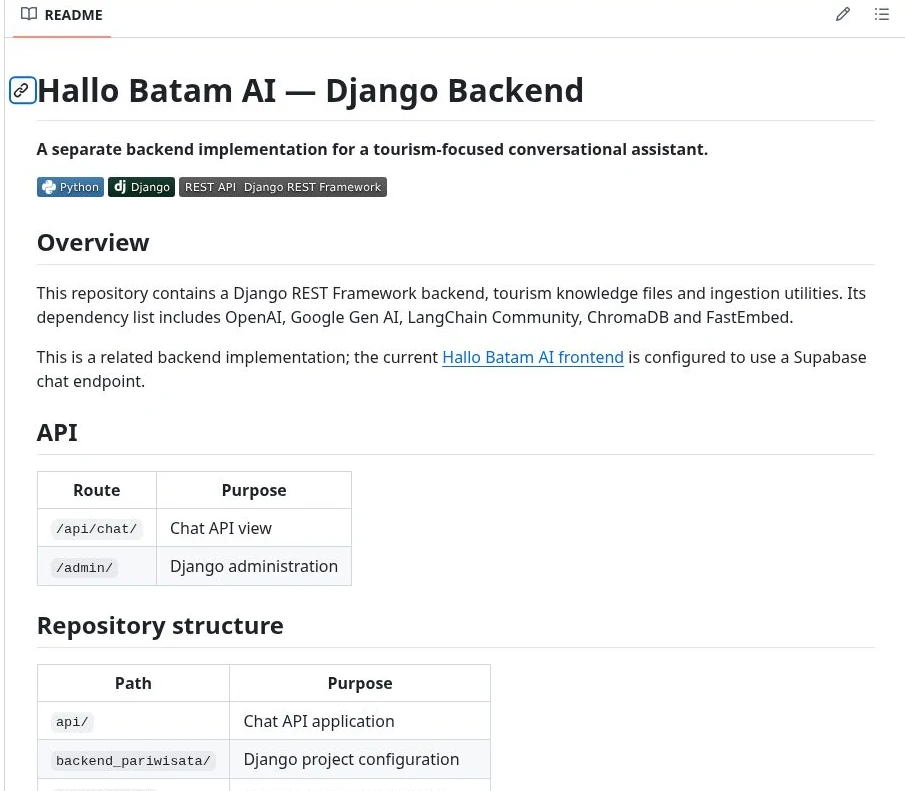 README
Hallo Batam AI — Django Backend
A separate backend implementation for a tourism-focused conversational assistant.
Python Django REST API Django REST Framework
Overview
This repository contains a Django REST Framework backend, tourism knowledge files and ingestion utilities. Its
dependency list includes OpenAI, Google Gen AI, LangChain Community, ChromaDB and FastEmbed.
This is a related backend implementation; the current Hallo Batam AI frontend is configured to use a Supabase
chat endpoint.
API
Route Purpose
/api/chat/ Chat API view
/admin/ Django administration
Repository structure
Path Purpose
api/ Chat API application
backend_pariwisata/ Django project configuration